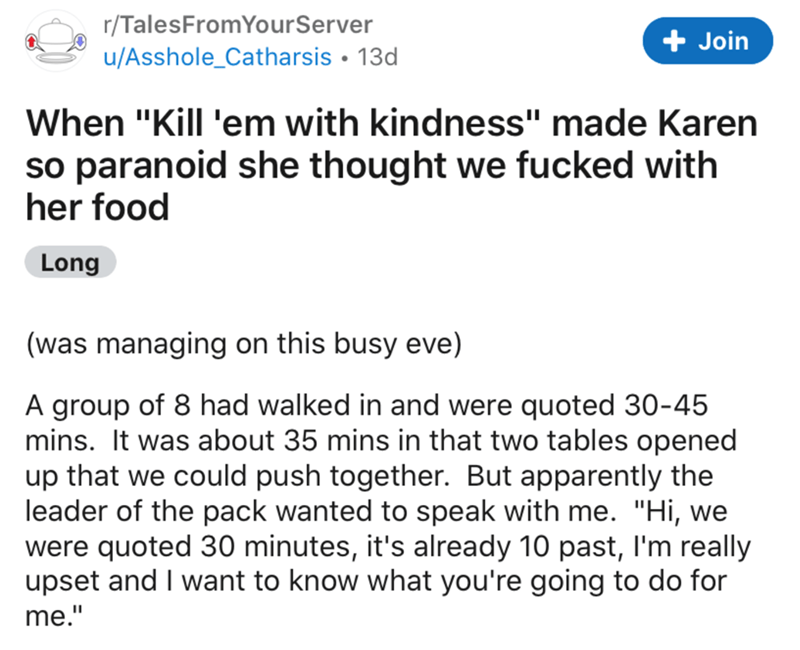 r/TalesFromYourServer
u/Asshole_Catharsis • 13d
+ Join
When "Kill 'em with kindness" made Karen
so paranoid she thought we fucked with
her food
Long
(was managing on this busy eve)
A group of 8 had walked in and were quoted 30-45
mins. It was about 35 mins in that two tables opened
up that we could push together. But apparently the
leader of the pack wanted to speak with me. "Hi, we
were quoted 30 minutes, it's already 10 past, I'm really
upset and I want to know what you're going to do for
me."